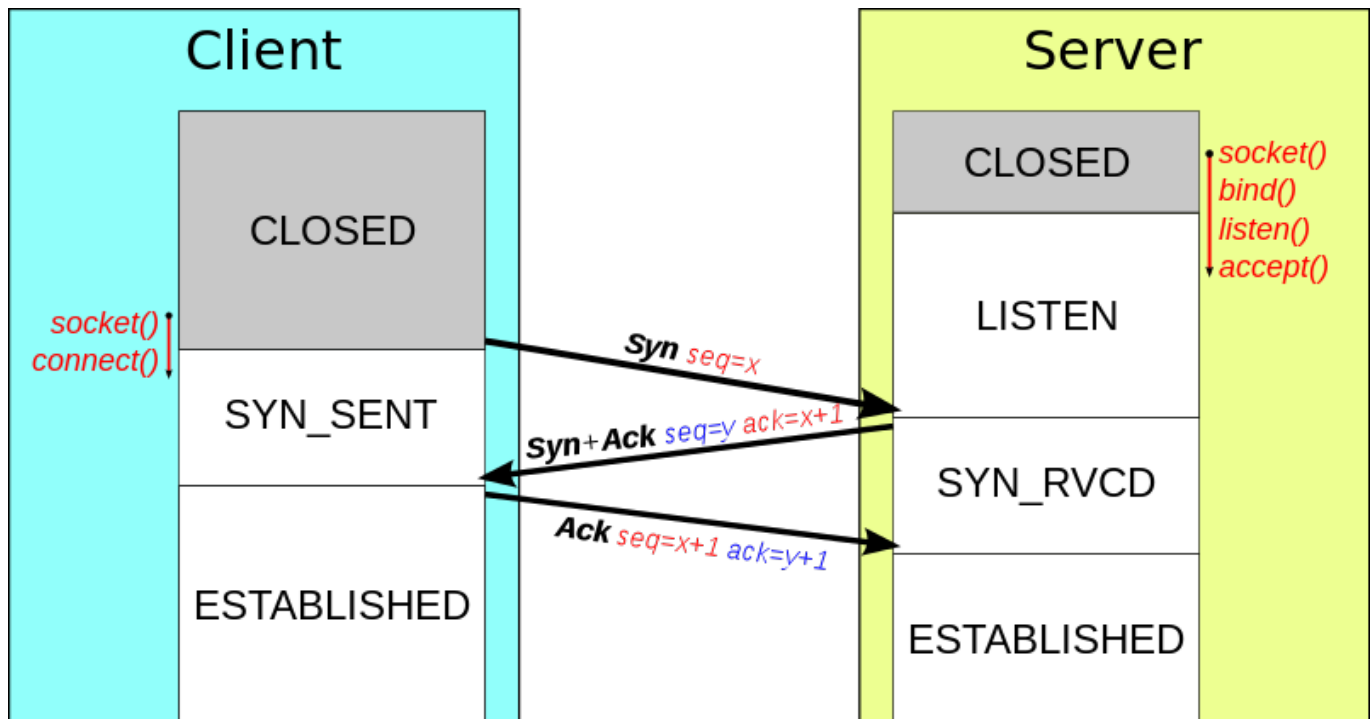 Client
CLOSED
socket()
connect()
SYN_SENT
ESTABLISHED
Syn seq=x
Syn+Ack seq=y ack=x+1
Ack seq=x+1 ack=y+1
Server
CLOSED
socket()
bind()
listen()
accept()
LISTEN
SYN_RVCD
ESTABLISHED